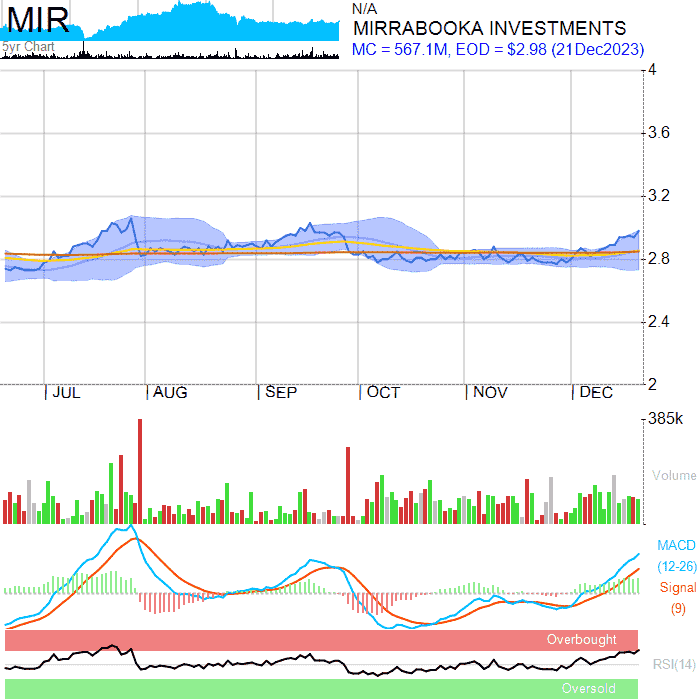 MIR
5yr Chart
N/A
MIRRABOOKA INVESTMENTS
MC = 567.1M, EOD = $2.98 (21Dec2023)
4
3.6
3.2
2.8
2.4
2
JUL AUG SEP OCT NOV DEC
385k
Volume
MACD
(12-26)
Signal
(9)
Overbought
RSI(14)
Oversold